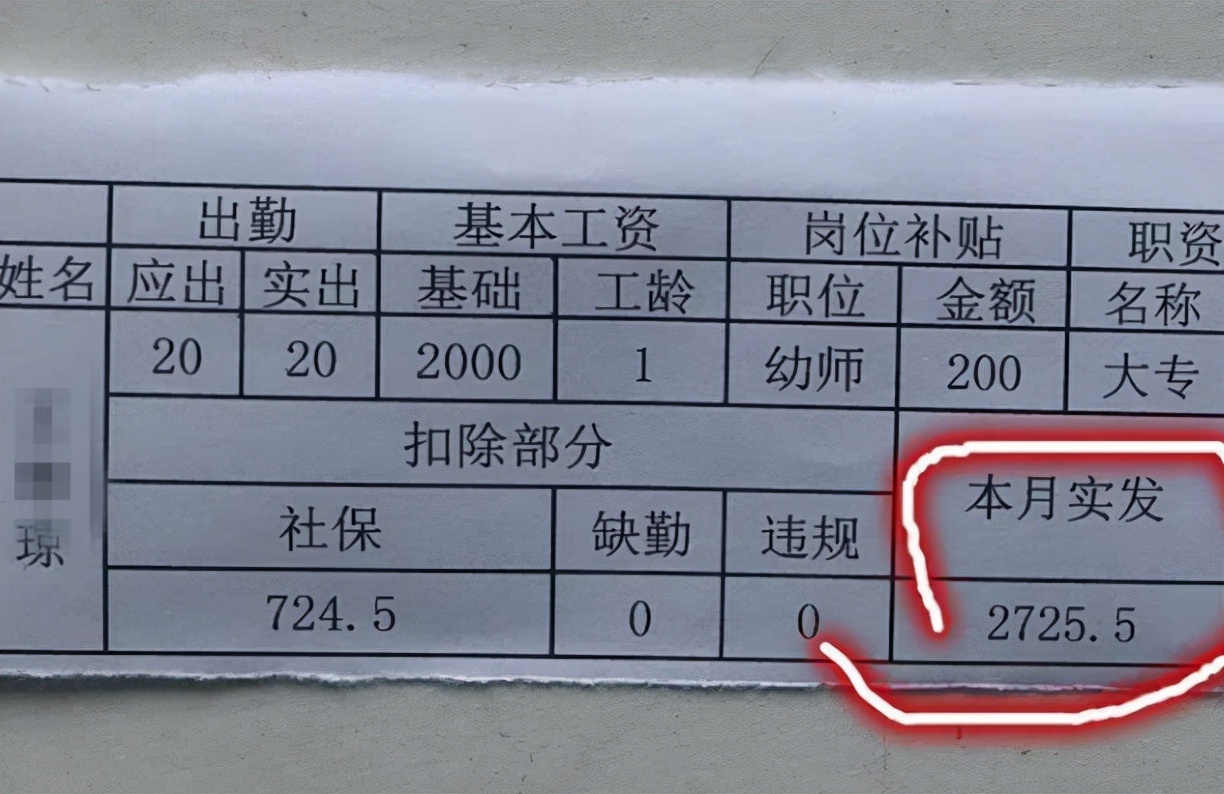 出勤 基本工资 岗位补贴 职资
姓名 应出 实出 基础 工龄 职位 金额 名称
20 20 2000 1 幼师 200 大专
扣除部分
本月实发
社保 缺勤 违规
琼
724.5 0 0 2725.5